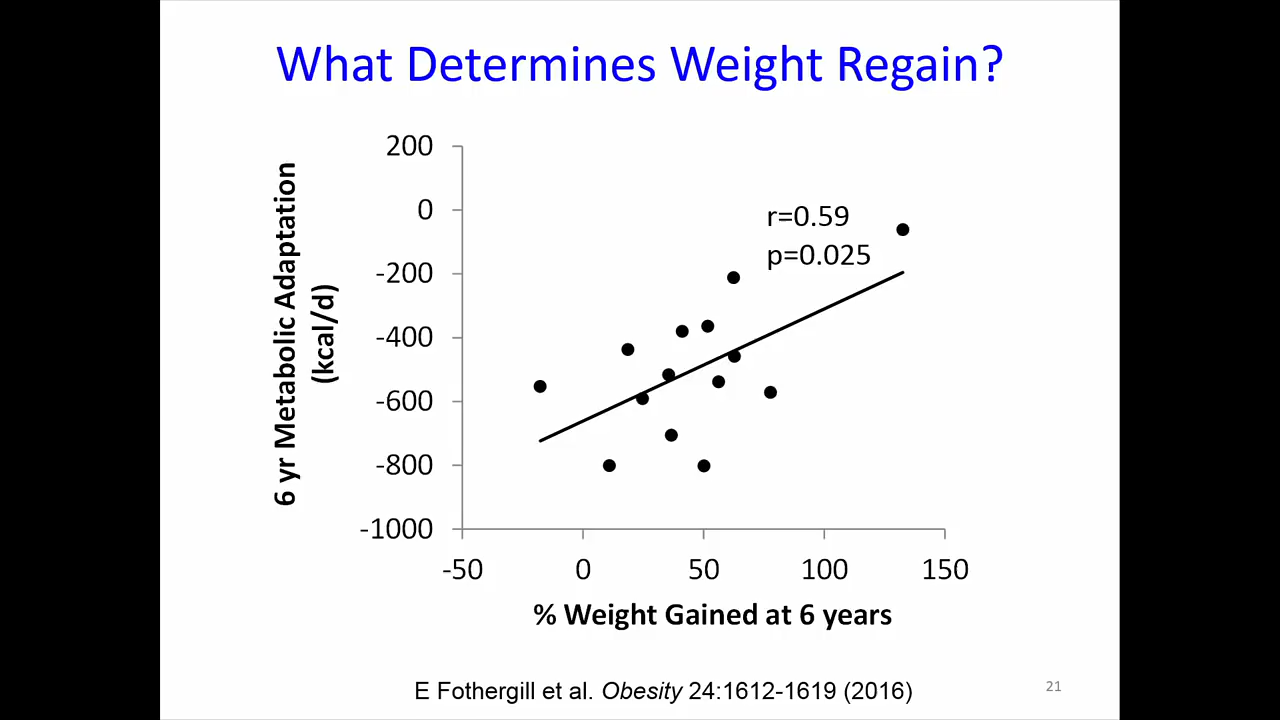 What Determines Weight Regain?
6 yr Metabolic Adaptation
(kcal/d)
200
0
-200
-400
-600
-800
-1000
r=0.59
p=0.025
-50
0
50
100
150
% Weight Gained at 6 years
E Fothergill et al. Obesity 24:1612-1619 (2016)
21